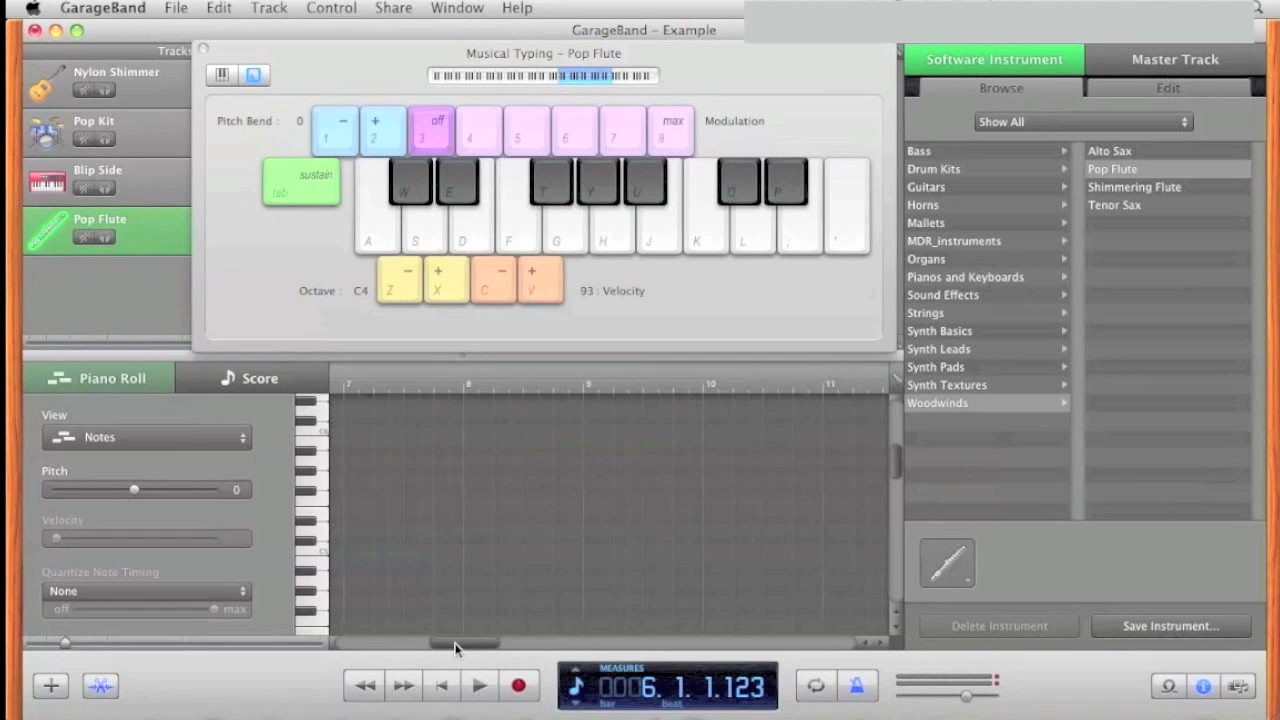 GarageBand File Edit Track Control Share Window Help
GarageBand – Example
Tracks
Musical Typing – Pop Flute
Software Instrument Master Track
Browse Edit
Show All
Nylon Shimmer
Pop Kit
Blip Side
Pop Flute
Pitch Bend : 0
− + off max
1 2 3 4 5 6 7 8
Modulation
sustain
tab
W E T Y U O P
A S D F G H J K L ; '
− + − +
Octave : C4 Z X C V 93 : Velocity
Bass
Drum Kits
Guitars
Horns
Mallets
MDR_instruments
Organs
Pianos and Keyboards
Sound Effects
Strings
Synth Basics
Synth Leads
Synth Pads
Synth Textures
Woodwinds
Alto Sax
Pop Flute
Shimmering Flute
Tenor Sax
Piano Roll Score
7 8 9 10 11
View
Notes
Pitch
0
Velocity
Quantize Note Timing
None
off max
C6
C5
Delete Instrument Save Instrument...
MEASURES
0006. 1. 1.123
bar beat